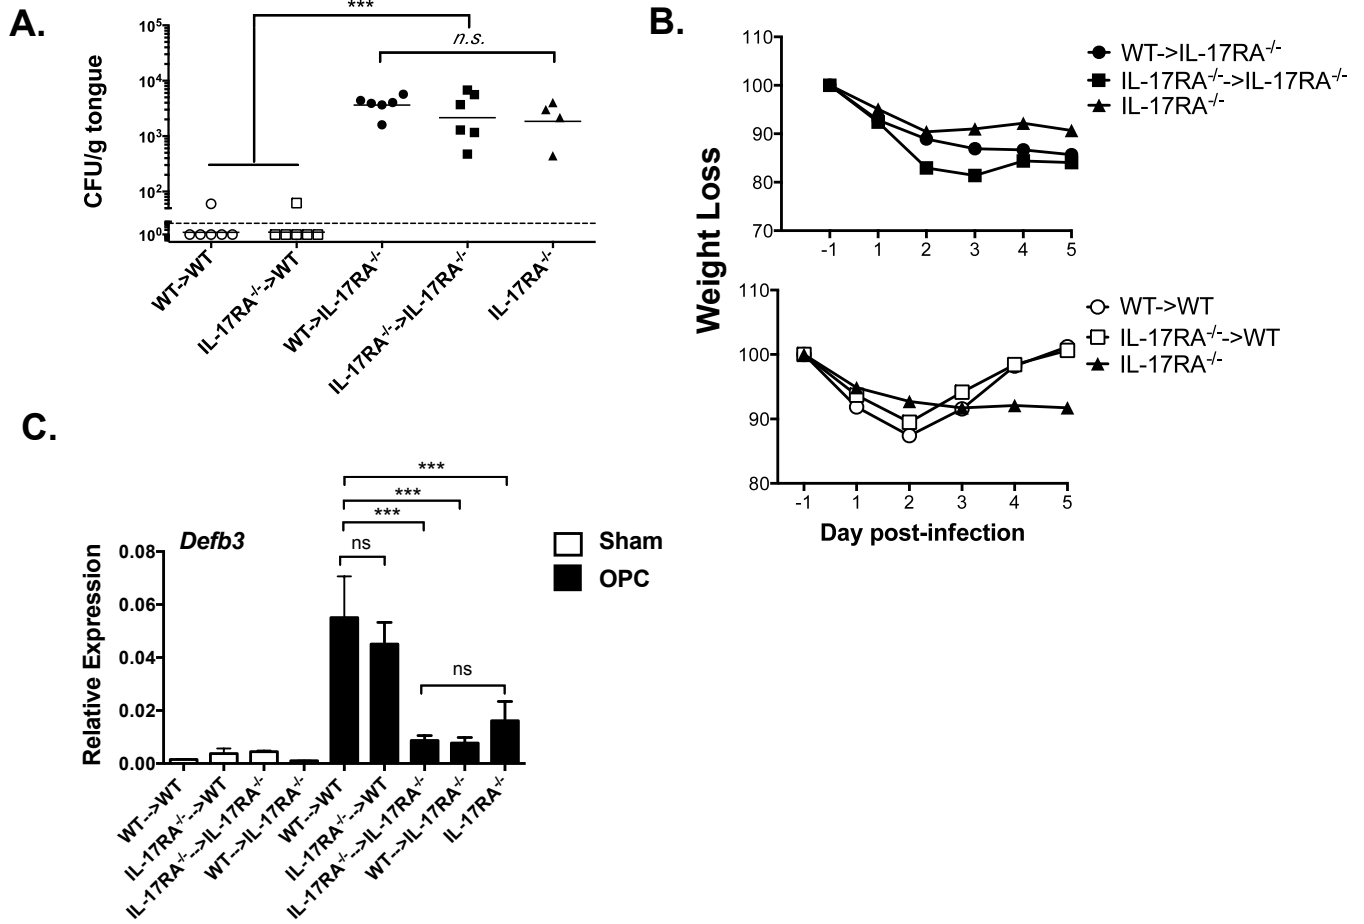 A.
***
n.s.
CFU/g tongue
10⁵
10⁴
10³
10²
10⁰
WT->WT
IL-17RA⁻/⁻->WT
WT->IL-17RA⁻/⁻
IL-17RA⁻/⁻->IL-17RA⁻/⁻
IL-17RA⁻/⁻
B.
Weight Loss
110
100
90
80
70
-1 1 2 3 4 5
WT->IL-17RA⁻/⁻
IL-17RA⁻/⁻->IL-17RA⁻/⁻
IL-17RA⁻/⁻
110
100
90
80
-1 1 2 3 4 5
Day post-infection
WT->WT
IL-17RA⁻/⁻->WT
IL-17RA⁻/⁻
C.
***
***
***
ns
ns
Defb3
Sham
OPC
Relative Expression
0.08
0.06
0.04
0.02
0.00
WT-->WT
IL-17RA⁻/⁻-->WT
IL-17RA⁻/⁻-->IL-17RA⁻/⁻
WT-->IL-17RA⁻/⁻
WT-->WT
IL-17RA⁻/⁻-->WT
IL-17RA⁻/⁻-->IL-17RA⁻/⁻
WT-->IL-17RA⁻/⁻
IL-17RA⁻/⁻